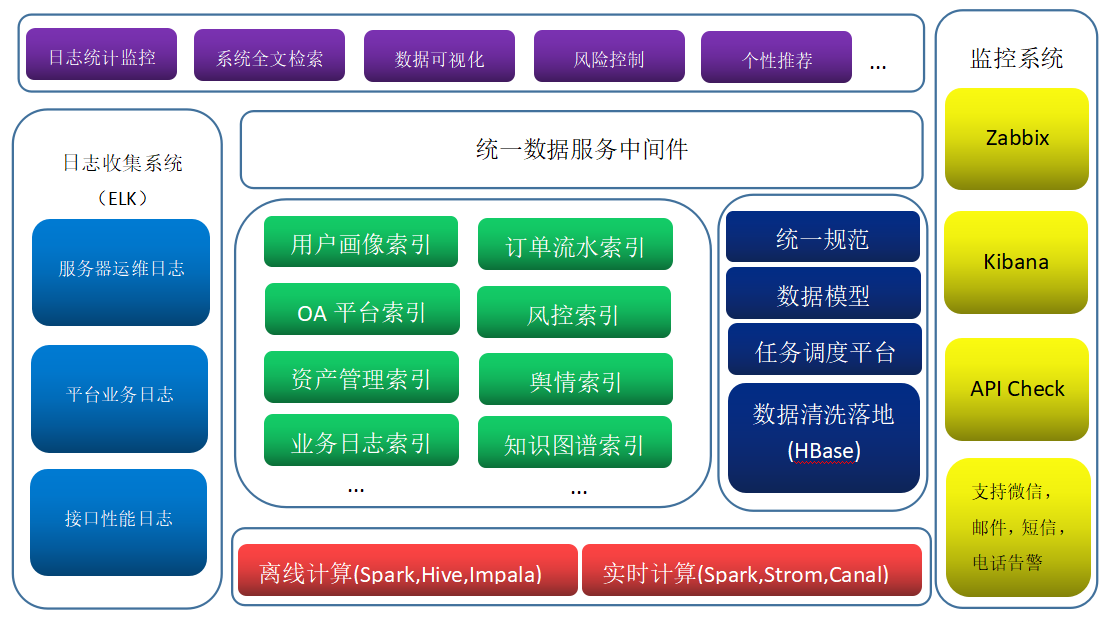 日志统计监控
系统全文检索
数据可视化
风险控制
个性推荐
...
日志收集系统
（ELK）
服务器运维日志
平台业务日志
接口性能日志
统一数据服务中间件
用户画像索引
订单流水索引
OA 平台索引
风控索引
资产管理索引
舆情索引
业务日志索引
知识图谱索引
...
...
统一规范
数据模型
任务调度平台
数据清洗落地
(HBase)
离线计算(Spark,Hive,Impala)
实时计算(Spark,Strom,Canal)
监控系统
Zabbix
Kibana
API Check
支持微信，
邮件，短信，
电话告警